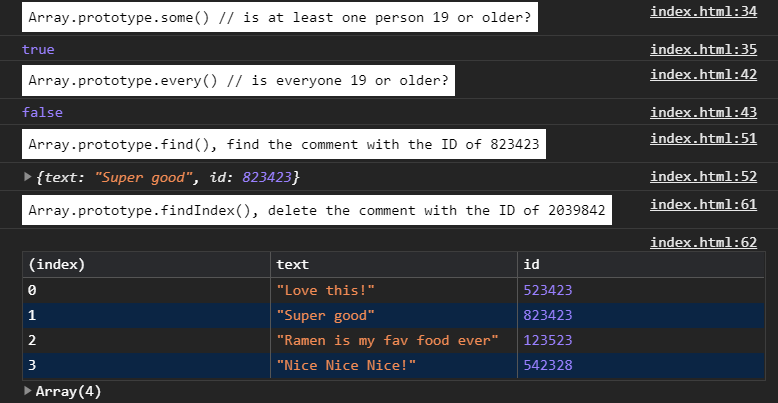 Array.prototype.some() // is at least one person 19 or older? index.html:34
true index.html:35
Array.prototype.every() // is everyone 19 or older? index.html:42
false index.html:43
Array.prototype.find(), find the comment with the ID of 823423 index.html:51
{text: "Super good", id: 823423} index.html:52
Array.prototype.findIndex(), delete the comment with the ID of 2039842 index.html:61
index.html:62
(index) text id
0 "Love this!" 523423
1 "Super good" 823423
2 "Ramen is my fav food ever" 123523
3 "Nice Nice Nice!" 542328
Array(4)